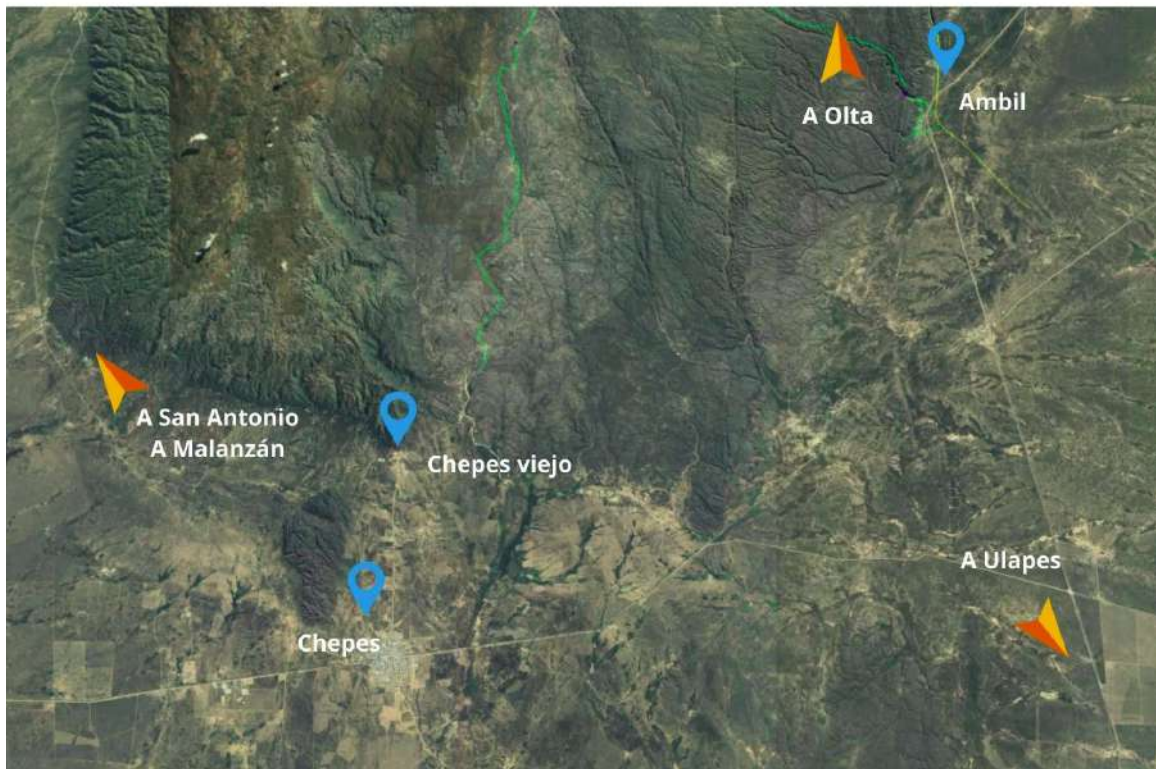 A Olta
Ambil
A San Antonio
A Malanzán
Chepes viejo
A Ulapes
Chepes